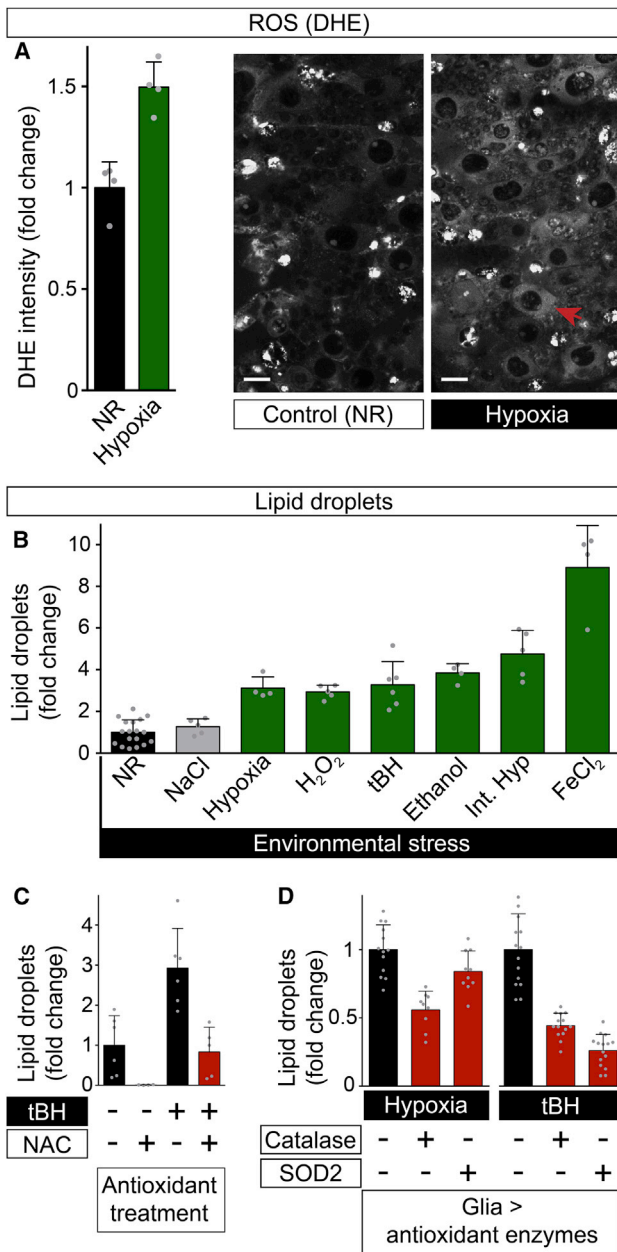 ROS (DHE)
A
DHE intensity (fold change)
1.5
1
0.5
0
NR
Hypoxia
Control (NR)
Hypoxia
Lipid droplets
B
Lipid droplets
(fold change)
10
8
6
4
2
0
NR
NaCl
Hypoxia
H₂O₂
tBH
Ethanol
Int. Hyp
FeCl₂
Environmental stress
C
Lipid droplets
(fold change)
4
3
2
1
0
tBH - - + +
NAC - + - +
Antioxidant
treatment
D
Lipid droplets
(fold change)
1
0.5
0
Hypoxia
tBH
Catalase - + - - + -
SOD2 - - + - - +
Glia >
antioxidant enzymes